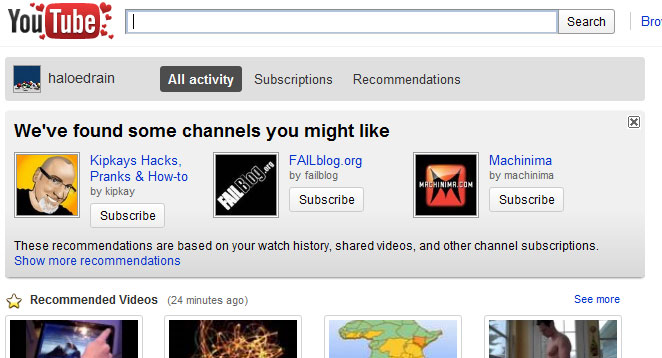 YouTube
Search
Bro
haloedrain
All activity Subscriptions Recommendations
We've found some channels you might like
Kipkays Hacks,
Pranks & How-to
by kipkay
Subscribe
FAILBlog.org
FAILblog.org
by failblog
Subscribe
MACHINIMA.COM
Machinima
by machinima
Subscribe
These recommendations are based on your watch history, shared videos, and other channel subscriptions.
Show more recommendations
Recommended Videos (24 minutes ago) See more